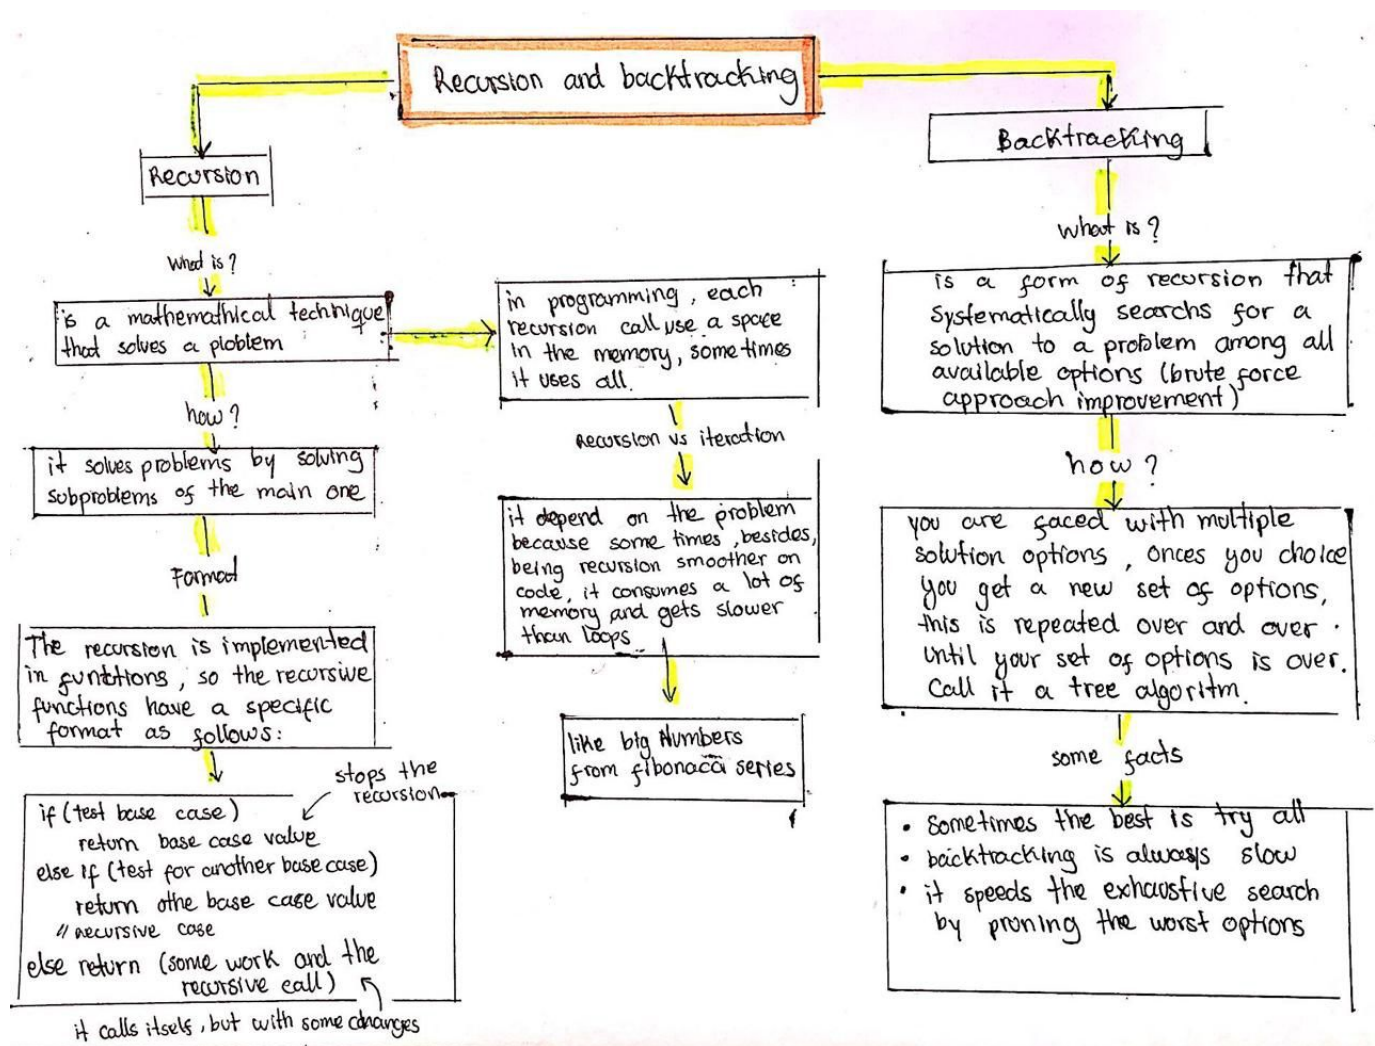 Recursion and backtracking
Recursion
What is?
is a mathemathical technique
that solves a ploblem
how?
it solves problems by solving
subproblems of the main one
Format
The recursion is implemented
in funtctions, so the recursive
functions have a specific
format as follows:
stops the
recursion
if (test base case)
return base case value
else if (test for another base case)
return othe base case value
// recursive case
else return (some work and the
recursive call)
it calls itself, but with some changes
in programming, each
recursion call use a space
in the memory, sometimes
it uses all.
Recursion vs iteration
it depend on the problem
because some times, besides,
being recursion smoother on
code, it consumes a lot of
memory and gets slower
than loops
like big Numbers
from fibonacci series
Backtracking
what is?
is a form of recursion that
systematically searchs for a
solution to a problem among all
available options (brute force
approach improvement)
how?
you are faced with multiple
solution options, onces you choice
you get a new set of options,
this is repeated over and over.
until your set of options is over.
Call it a tree algoritm.
some facts
• sometimes the best is try all
• backtracking is always slow
• it speeds the exhaustive search
by pruning the worst options